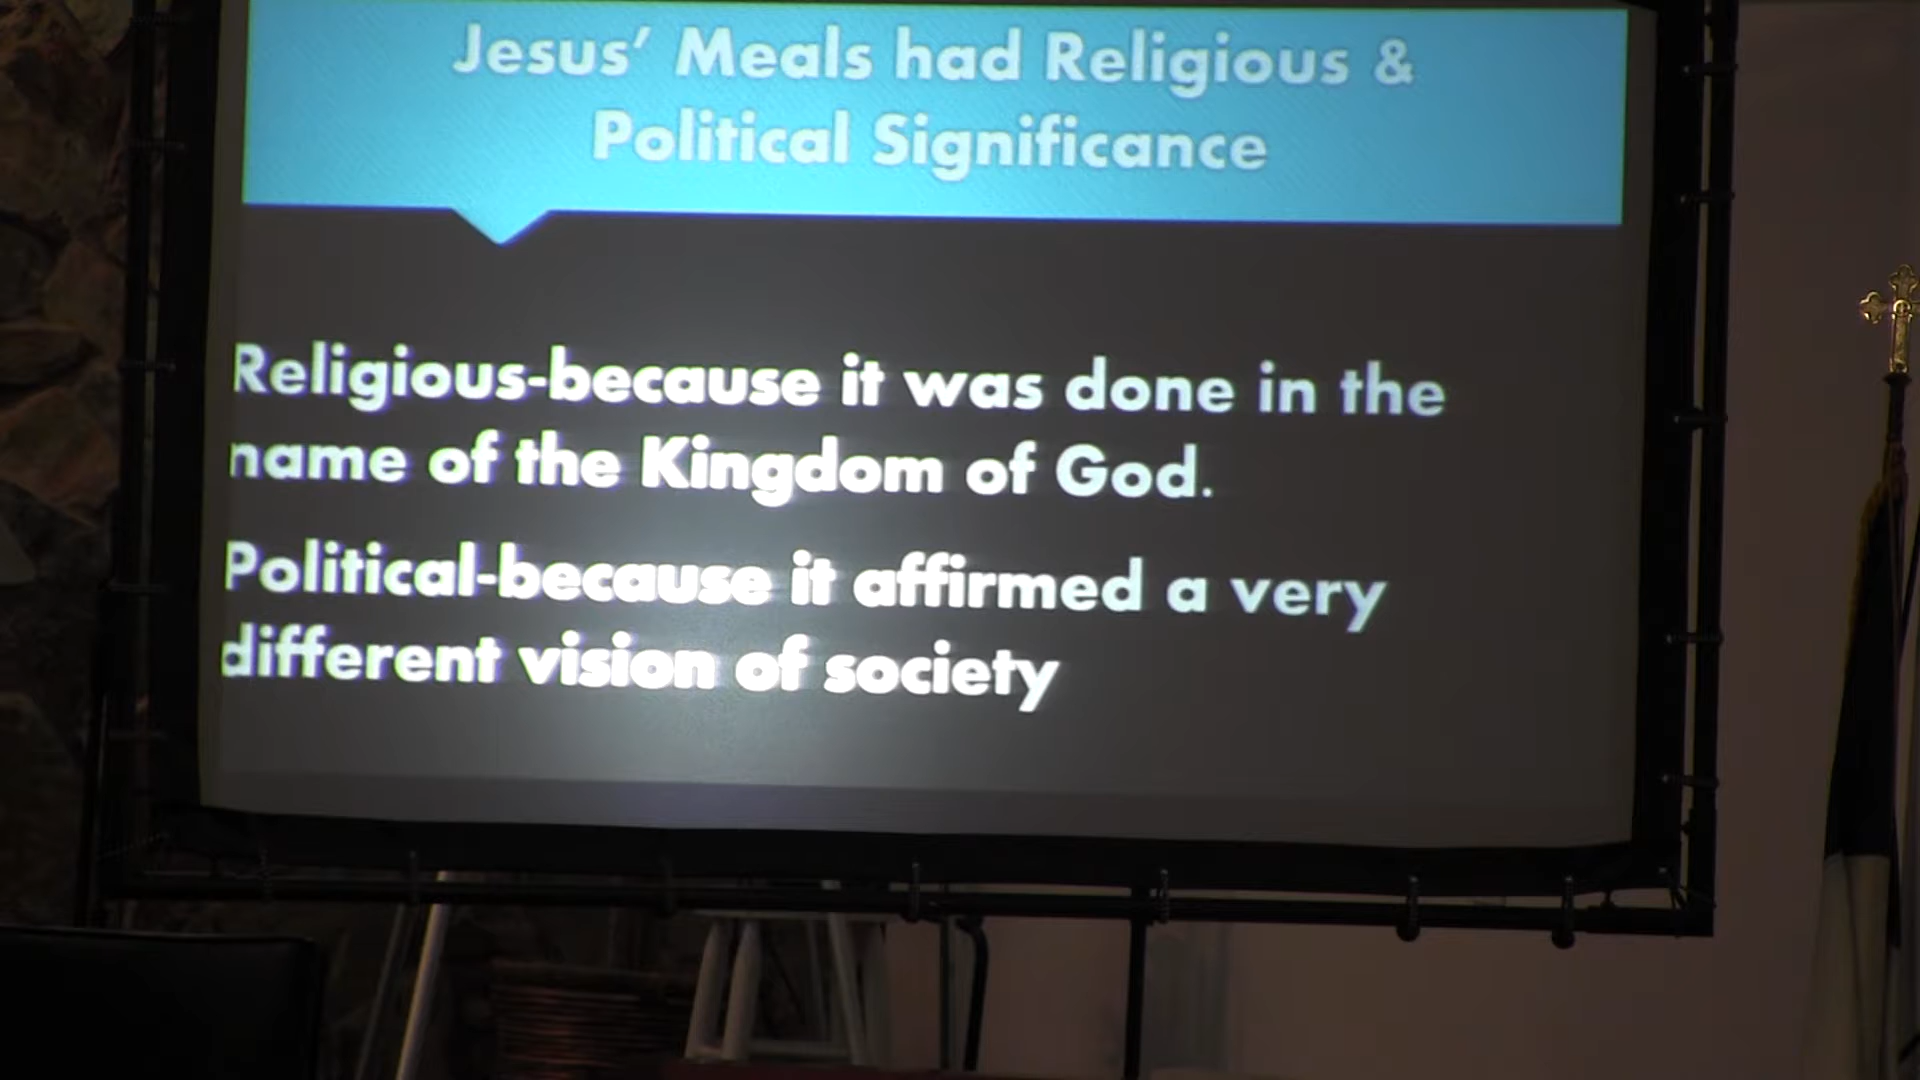 Jesus’ Meals had Religious &
Political Significance
Religious-because it was done in the
name of the Kingdom of God.
Political-because it affirmed a very
different vision of society